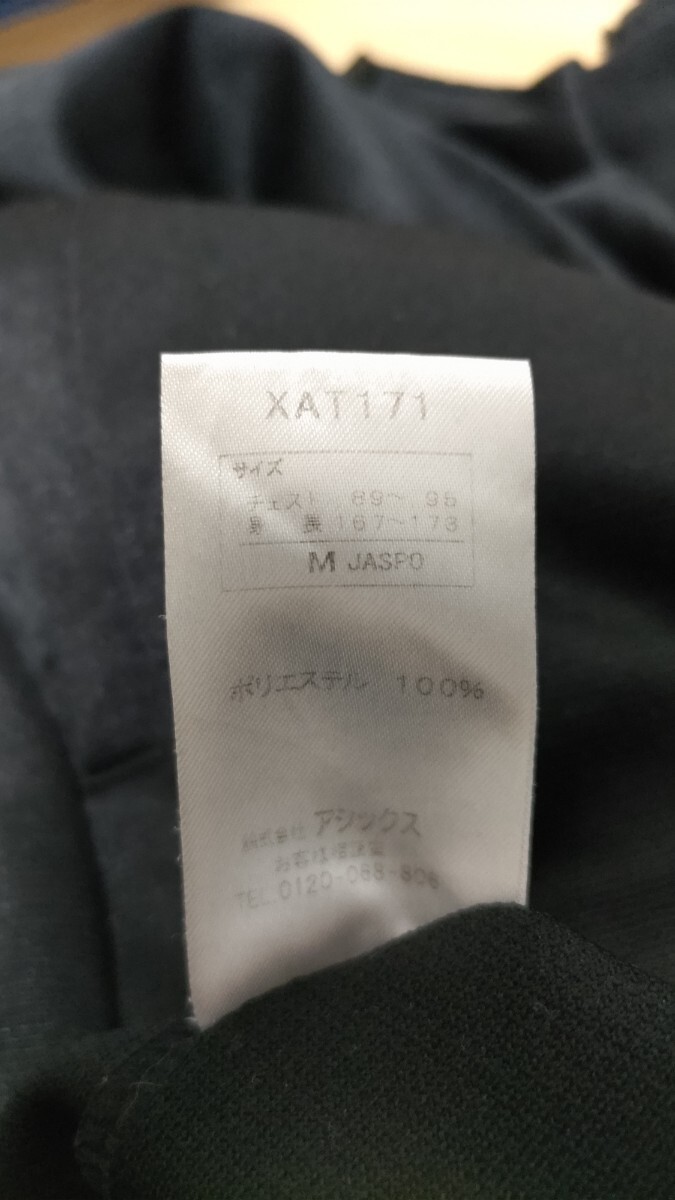 XAT171
サイズ
チェスト 89～ 95
身 長 167～173
M JASPO
ポリエステル 100%
株式会社 アシックス
お客様相談室
TEL.0120-068-806